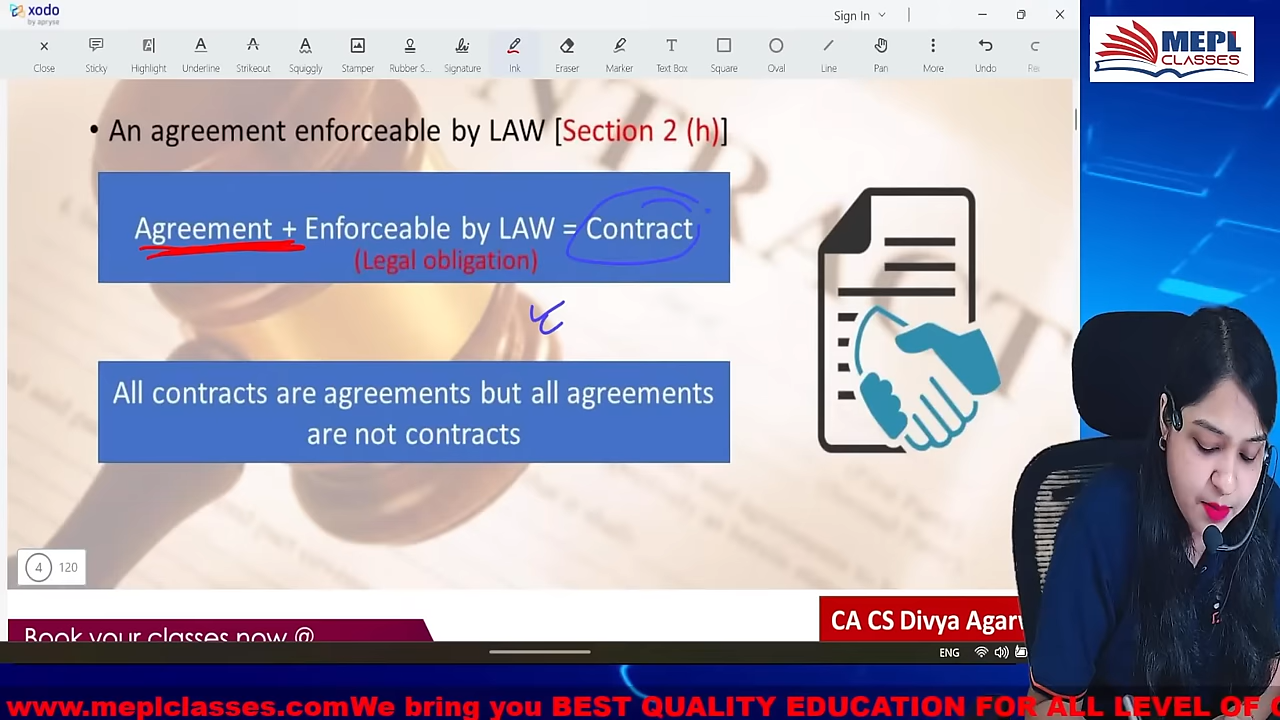 xodo
by apryse
Sign In
MEPL
CLASSES
Close
Sticky
Highlight
Underline
Strikeout
Squiggly
Stamper
Rubber S...
Signature
Eraser
Marker
Text Box
Square
Oval
Line
Pan
More
Undo
• An agreement enforceable by LAW [Section 2 (h)]
Agreement + Enforceable by LAW = Contract
(Legal obligation)
All contracts are agreements but all agreements
are not contracts
4 120
Book your classes now @
CA CS Divya Agarw
ENG
www.meplclasses.comWe bring you BEST QUALITY EDUCATION FOR ALL LEVEL OF C